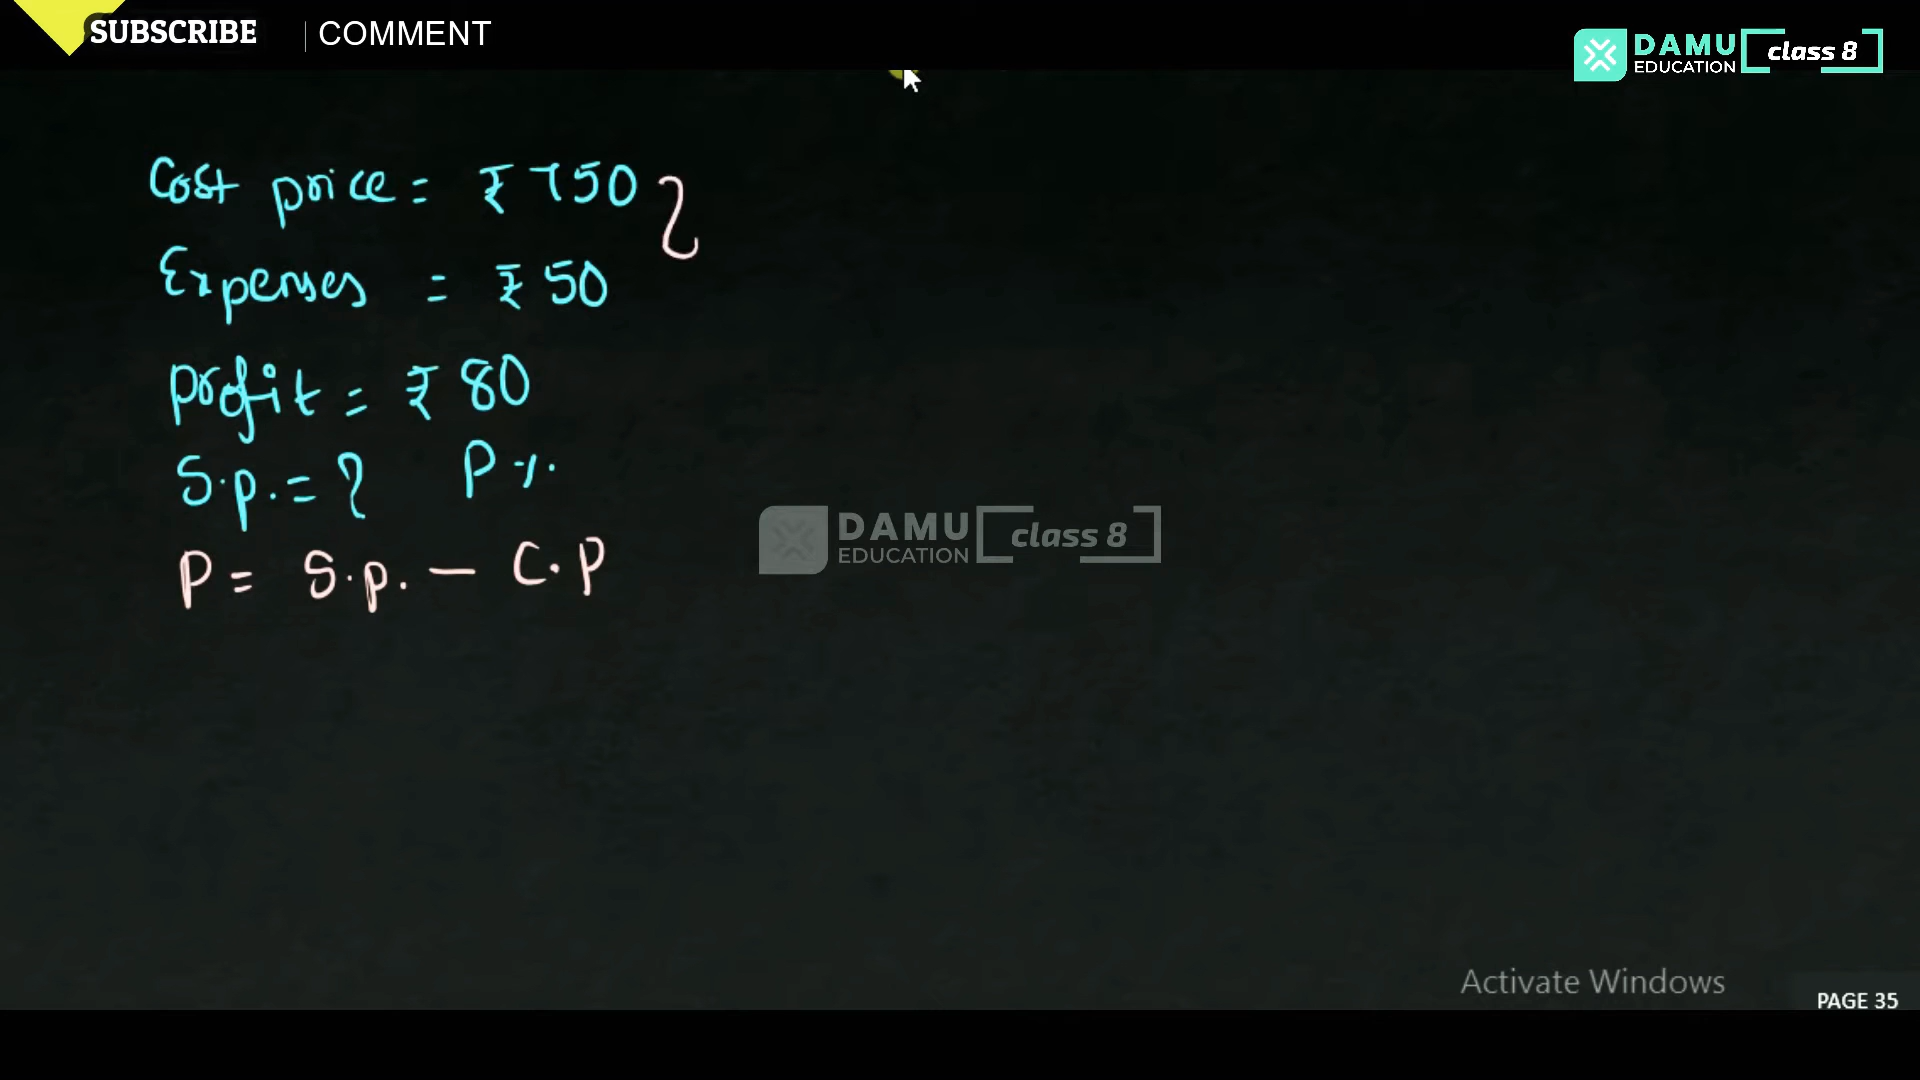 SUBSCRIBE | COMMENT
DAMU EDUCATION class 8
Cost price = ₹ 750
Expenses = ₹ 50
Profit = ₹ 80
S.p. = ? P %
P = S.p. – C.P
DAMU EDUCATION class 8
Activate Windows
PAGE 35